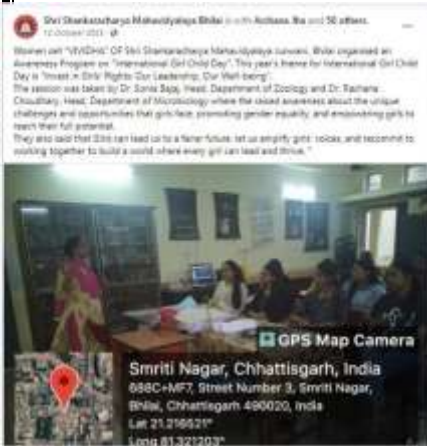 Shri Shankaracharya Mahavidyalaya Bhilai is with Archana Jha and 50 others.
12 October 2023
Women cell "VIVIDHA" OF Shri Shankaracharya Mahavidyalaya Junwani, Bhilai organised an
Awareness Program on "International Girl Child Day". This year's theme for International Girl Child
Day is "Invest in Girls' Rights: Our Leadership, Our Well-being".
The session was taken by Dr. Sonia Bajaj, Head, Department of Zoology and Dr. Rachana
Choudhary, Head, Department of Microbiology where the raised awareness about the unique
challenges and opportunities that girls face, promoting gender equality, and empowering girls to
reach their full potential.
They also said that Girls can lead us to a fairer future, let us amplify girls' voices, and recommit to
working together to build a world where every girl can lead and thrive. "
GPS Map Camera
Smriti Nagar, Chhattisgarh, India
688C+MF7, Street Number 3, Smriti Nagar,
Bhilai, Chhattisgarh 490020, India
Lat 21.216521°
Long 81.321203°